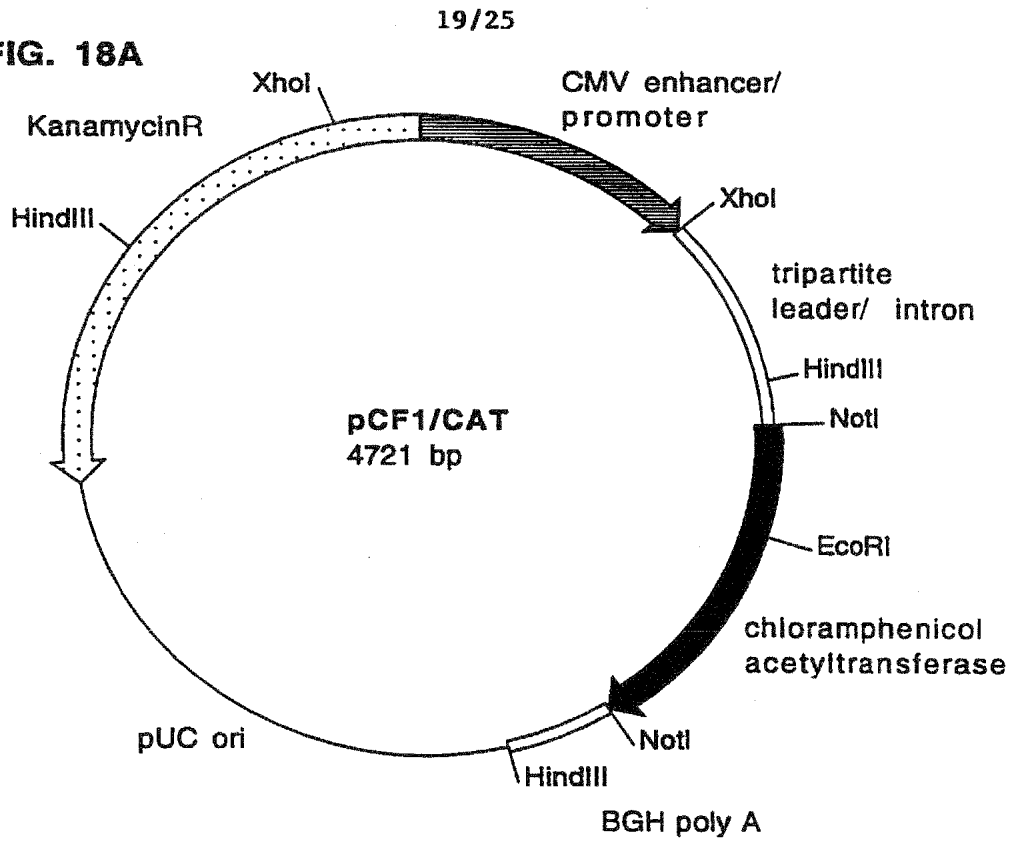 19/25
FIG. 18A
XhoI
CMV enhancer/
promoter
KanamycinR
XhoI
HindIII
tripartite
leader/ intron
HindIII
NotI
pCF1/CAT
4721 bp
EcoRI
chloramphenicol
acetyltransferase
pUC ori
NotI
HindIII
BGH poly A